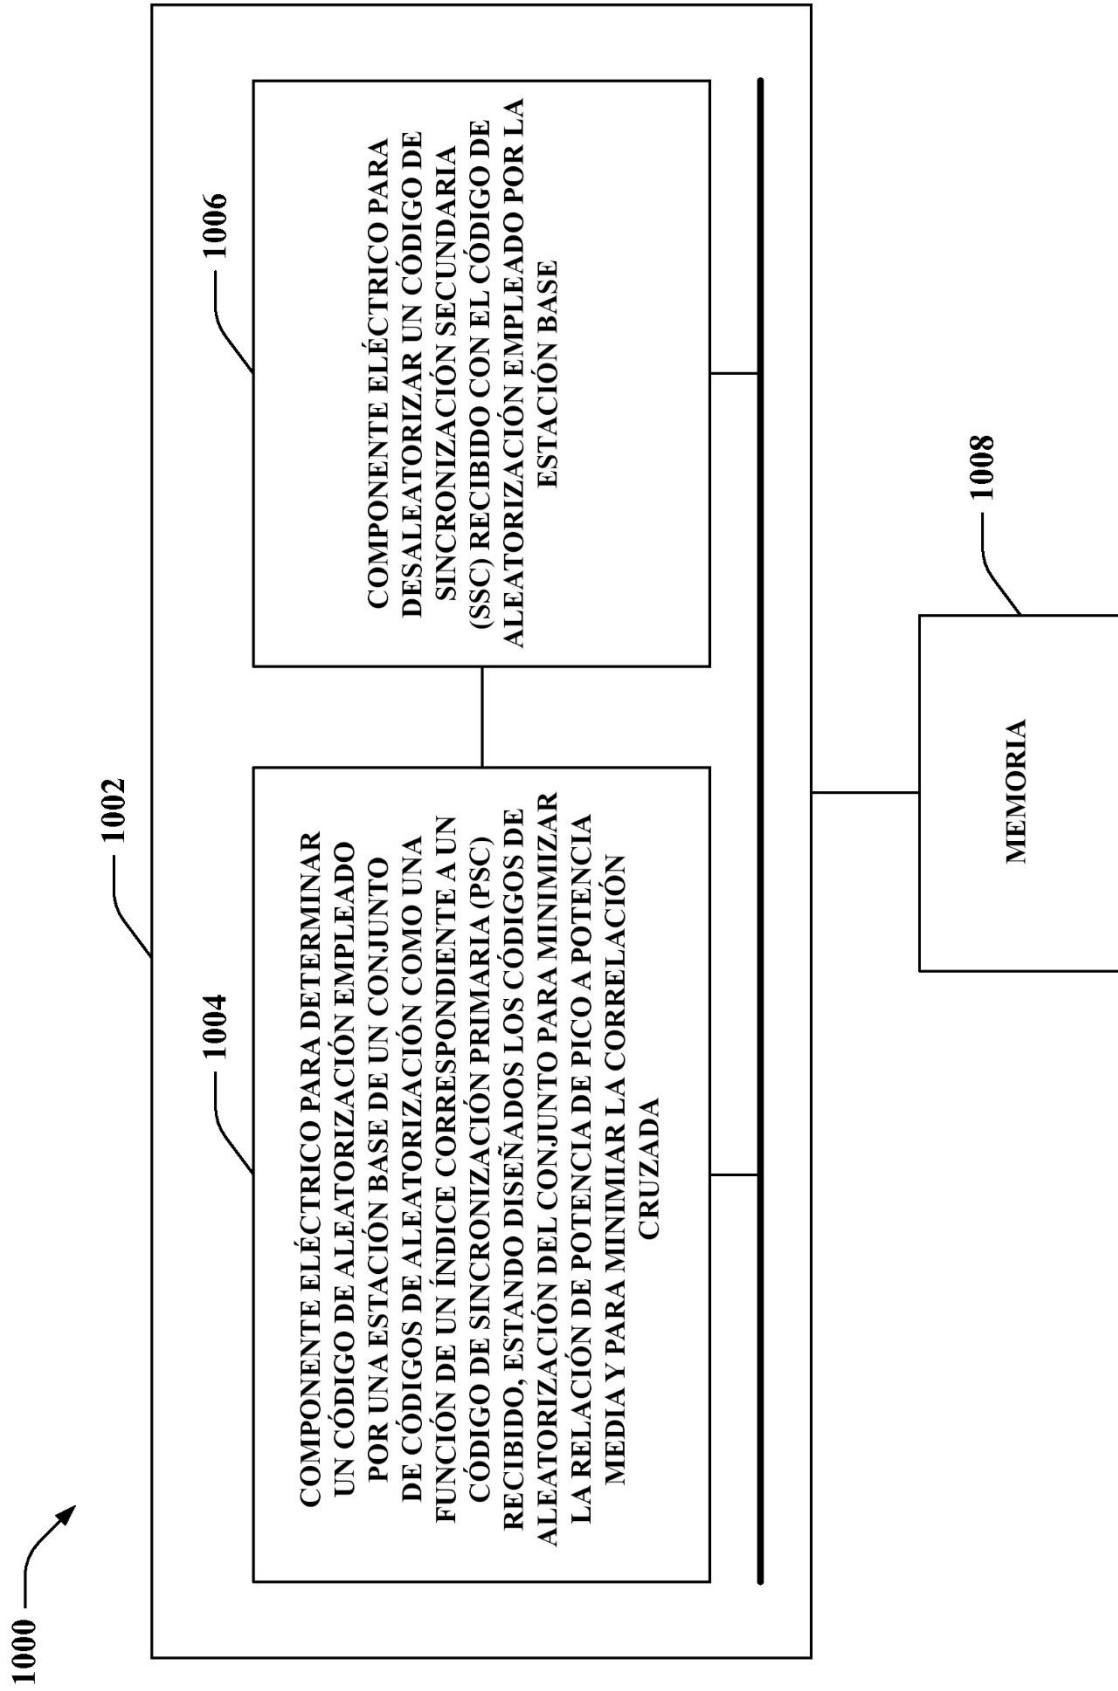 1000
1002
1004
COMPONENTE ELÉCTRICO PARA DETERMINAR
UN CÓDIGO DE ALEATORIZACIÓN EMPLEADO
POR UNA ESTACIÓN BASE DE UN CONJUNTO
DE CÓDIGOS DE ALEATORIZACIÓN COMO UNA
FUNCIÓN DE UN ÍNDICE CORRESPONDIENTE A UN
CÓDIGO DE SINCRONIZACIÓN PRIMARIA (PSC)
RECIBIDO, ESTANDO DISEÑADOS LOS CÓDIGOS DE
ALEATORIZACIÓN DEL CONJUNTO PARA MINIMIZAR
LA RELACIÓN DE POTENCIA DE PICO A POTENCIA
MEDIA Y PARA MINIMIAR LA CORRELACIÓN
CRUZADA
1006
COMPONENTE ELÉCTRICO PARA
DESALEATORIZAR UN CÓDIGO DE
SINCRONIZACIÓN SECUNDARIA
(SSC) RECIBIDO CON EL CÓDIGO DE
ALEATORIZACIÓN EMPLEADO POR LA
ESTACIÓN BASE
1008
MEMORIA